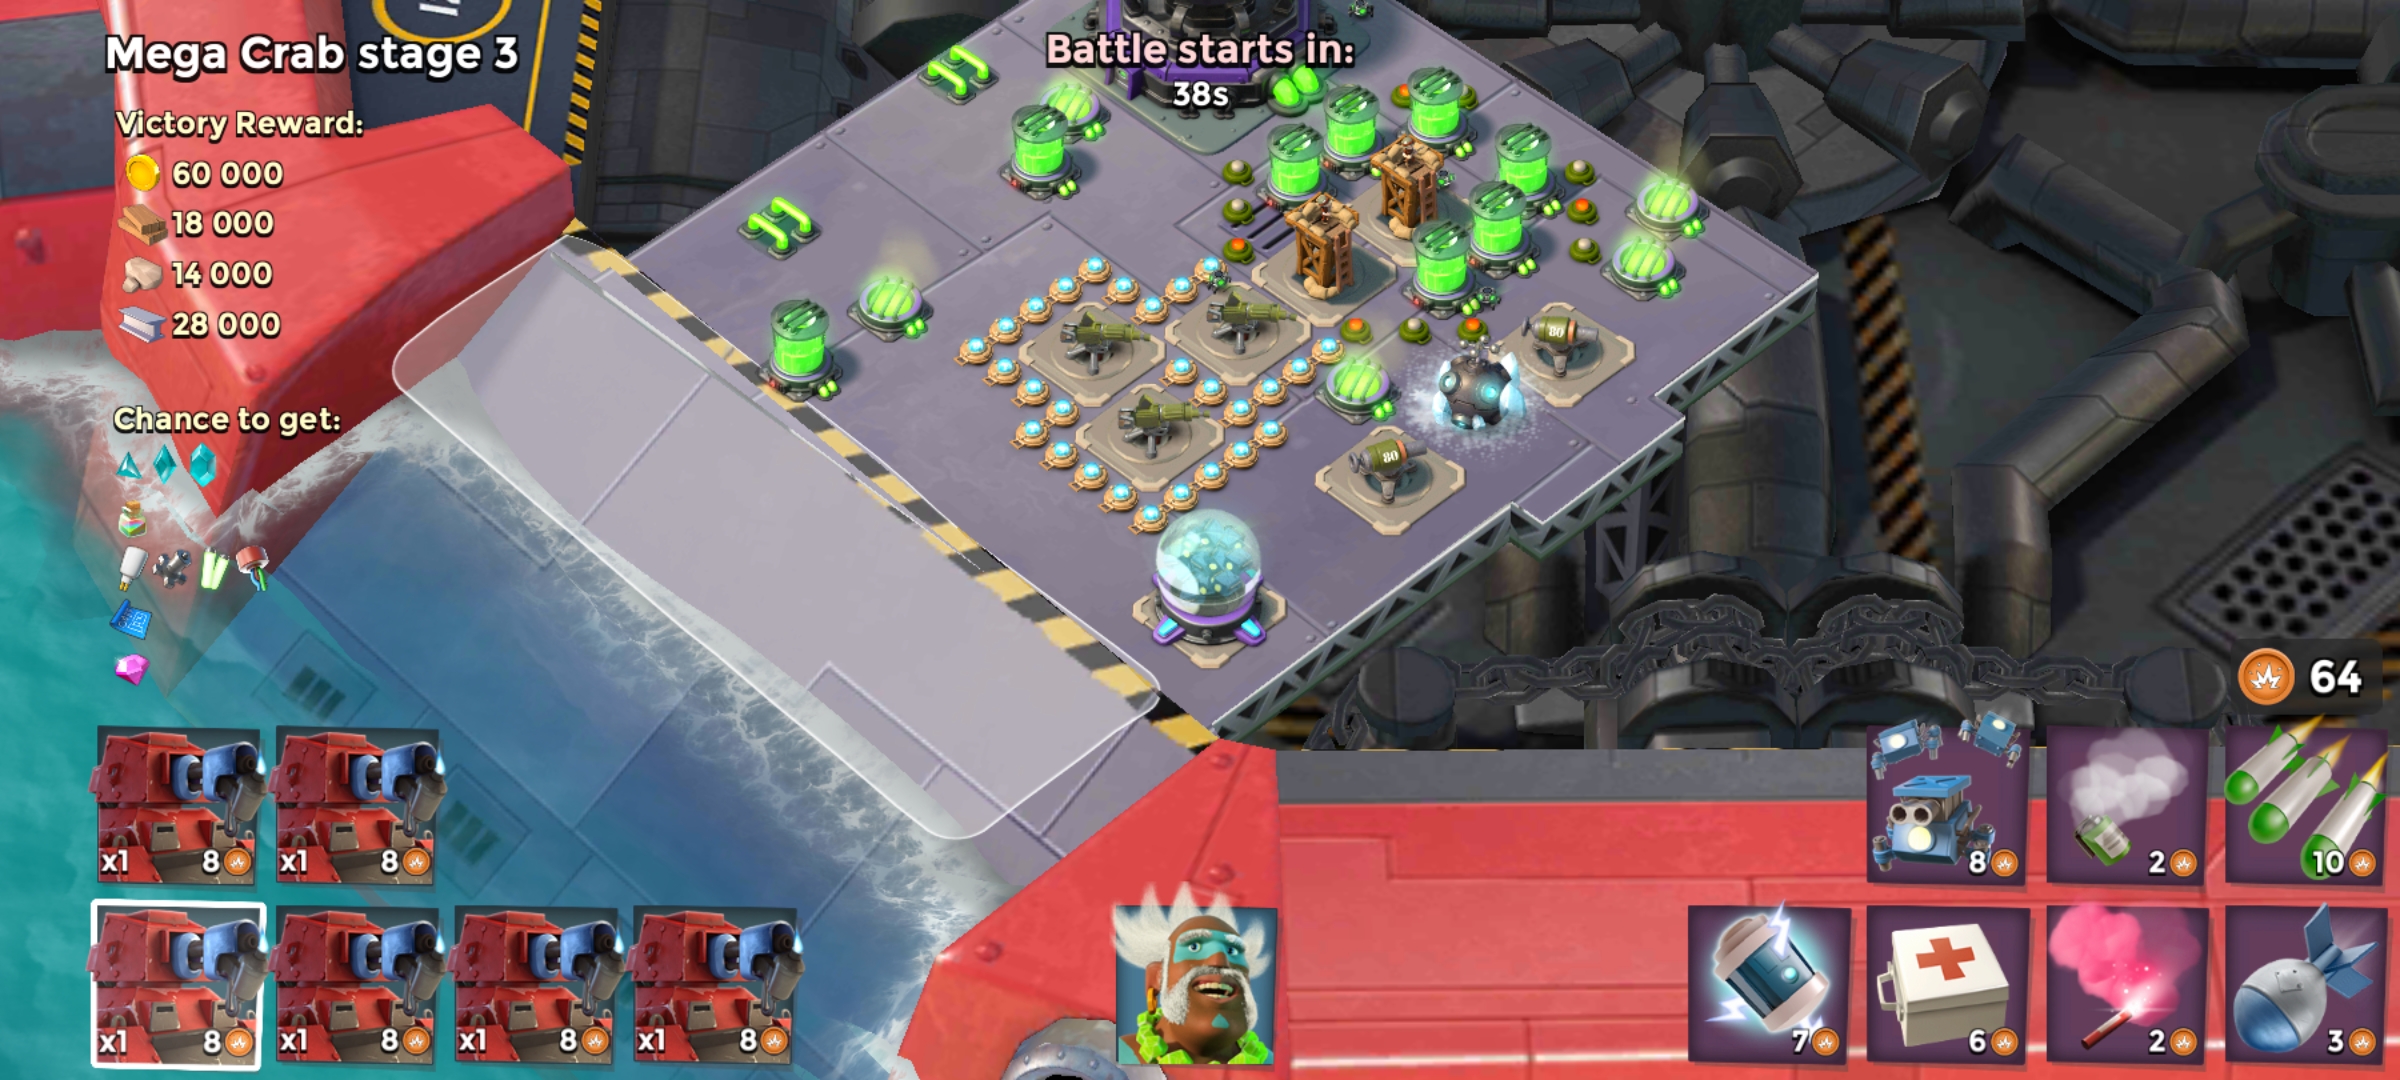 Mega Crab stage 3
Battle starts in:
38s
Victory Reward:
60 000
18 000
14 000
28 000
Chance to get:
80
80
64
x1 8
x1 8
8
2
10
x1 8
x1 8
x1 8
x1 8
7
6
2
3